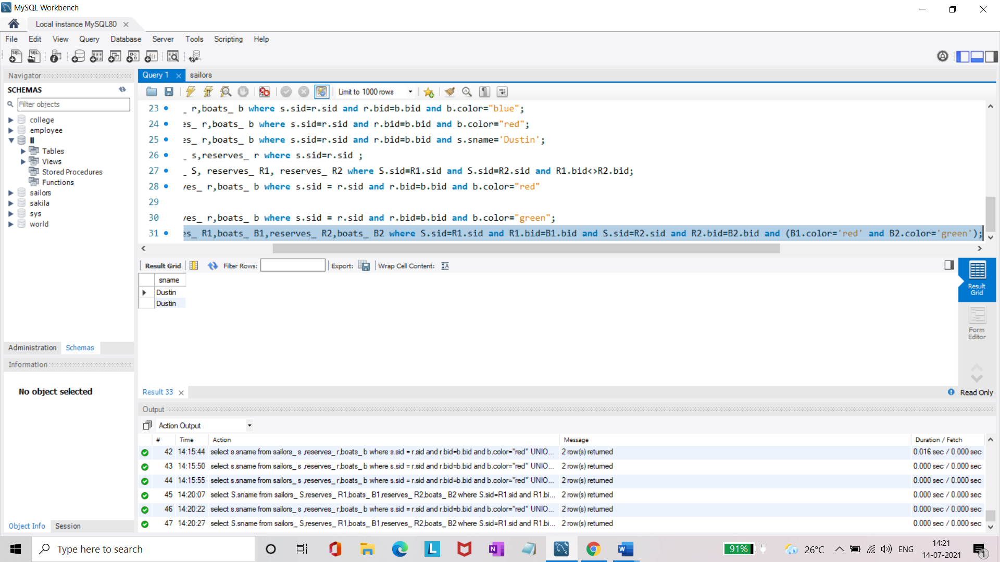 MySQL Workbench
Local instance MySQL80
File Edit View Query Database Server Tools Scripting Help
Navigator
SCHEMAS
Filter objects
college
employee
ll
Tables
Views
Stored Procedures
Functions
sailors
sakila
sys
world
Administration Schemas
Information
No object selected
Object Info Session
Query 1 sailors
Limit to 1000 rows
23 _ r,boats_ b where s.sid=r.sid and r.bid=b.bid and b.color="blue";
24 es_ r,boats_ b where s.sid=r.sid and r.bid=b.bid and b.color="red";
25 es_ r,boats_ b where s.sid=r.sid and r.bid=b.bid and s.sname='Dustin';
26 _ s,reserves_ r where s.sid=r.sid ;
27 _ S, reserves_ R1, reserves_ R2 where S.sid=R1.sid and S.sid=R2.sid and R1.bid<>R2.bid;
28 ves_ r,boats_ b where s.sid = r.sid and r.bid=b.bid and b.color="red"
29
30 ves_ r,boats_ b where s.sid = r.sid and r.bid=b.bid and b.color="green";
31 es_ R1,boats_ B1,reserves_ R2,boats_ B2 where S.sid=R1.sid and R1.bid=B1.bid and S.sid=R2.sid and R2.bid=B2.bid and (B1.color='red' and B2.color='green');
Result Grid Filter Rows: Export: Wrap Cell Content:
sname
Dustin
Dustin
Result Grid
Form Editor
Result 33
Read Only
Output
Action Output
# Time Action Message Duration / Fetch
42 14:15:44 select s.sname from sailors_ s ,reserves_ r,boats_ b where s.sid = r.sid and r.bid=b.bid and b.color="red" UNIO... 2 row(s) returned 0.016 sec / 0.000 sec
43 14:15:50 select s.sname from sailors_ s ,reserves_ r,boats_ b where s.sid = r.sid and r.bid=b.bid and b.color="red" UNIO... 2 row(s) returned 0.000 sec / 0.000 sec
44 14:15:55 select s.sname from sailors_ s ,reserves_ r,boats_ b where s.sid = r.sid and r.bid=b.bid and b.color="red" UNIO... 2 row(s) returned 0.000 sec / 0.000 sec
45 14:20:07 select S.sname from sailors_ S,reserves_ R1,boats_ B1,reserves_ R2,boats_ B2 where S.sid=R1.sid and R1.bi... 2 row(s) returned 0.000 sec / 0.000 sec
46 14:20:22 select s.sname from sailors_ s ,reserves_ r,boats_ b where s.sid = r.sid and r.bid=b.bid and b.color="red" UNIO... 2 row(s) returned 0.000 sec / 0.000 sec
47 14:20:27 select S.sname from sailors_ S,reserves_ R1,boats_ B1,reserves_ R2,boats_ B2 where S.sid=R1.sid and R1.bi... 2 row(s) returned 0.000 sec / 0.000 sec
Type here to search
91%
26°C
ENG
14:21
14-07-2021
1